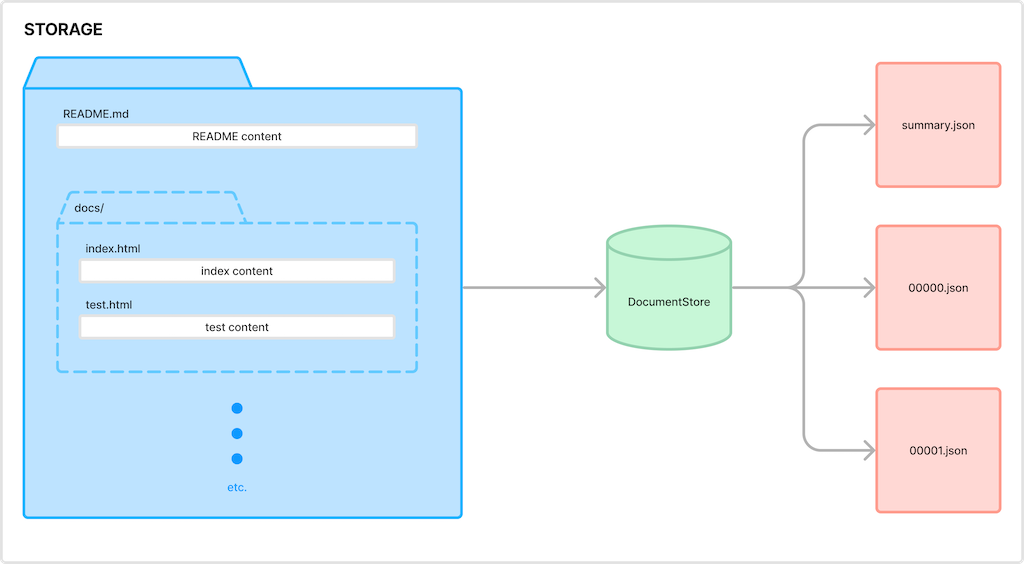 STORAGE
README.md
README content
docs/
index.html
index content
test.html
test content
etc.
DocumentStore
summary.json
00000.json
00001.json